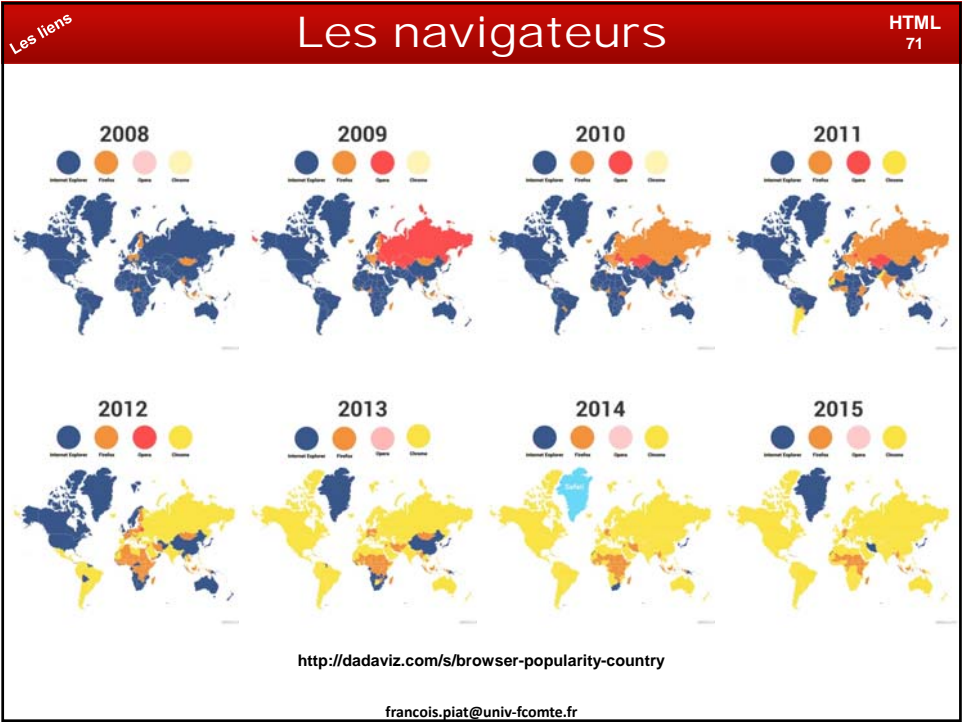 Les liens
Les navigateurs
HTML
71
2008
2009
2010
2011
Internet Explorer Firefox Opera Chrome
Internet Explorer Firefox Opera Chrome
Internet Explorer Firefox Opera Chrome
Internet Explorer Firefox Opera Chrome
2012
2013
2014
2015
Internet Explorer Firefox Opera Chrome
Internet Explorer Firefox Opera Chrome
Internet Explorer Firefox Opera Chrome
Internet Explorer Firefox Opera Chrome
Safari
http://dadaviz.com/s/browser-popularity-country
francois.piat@univ-fcomte.fr